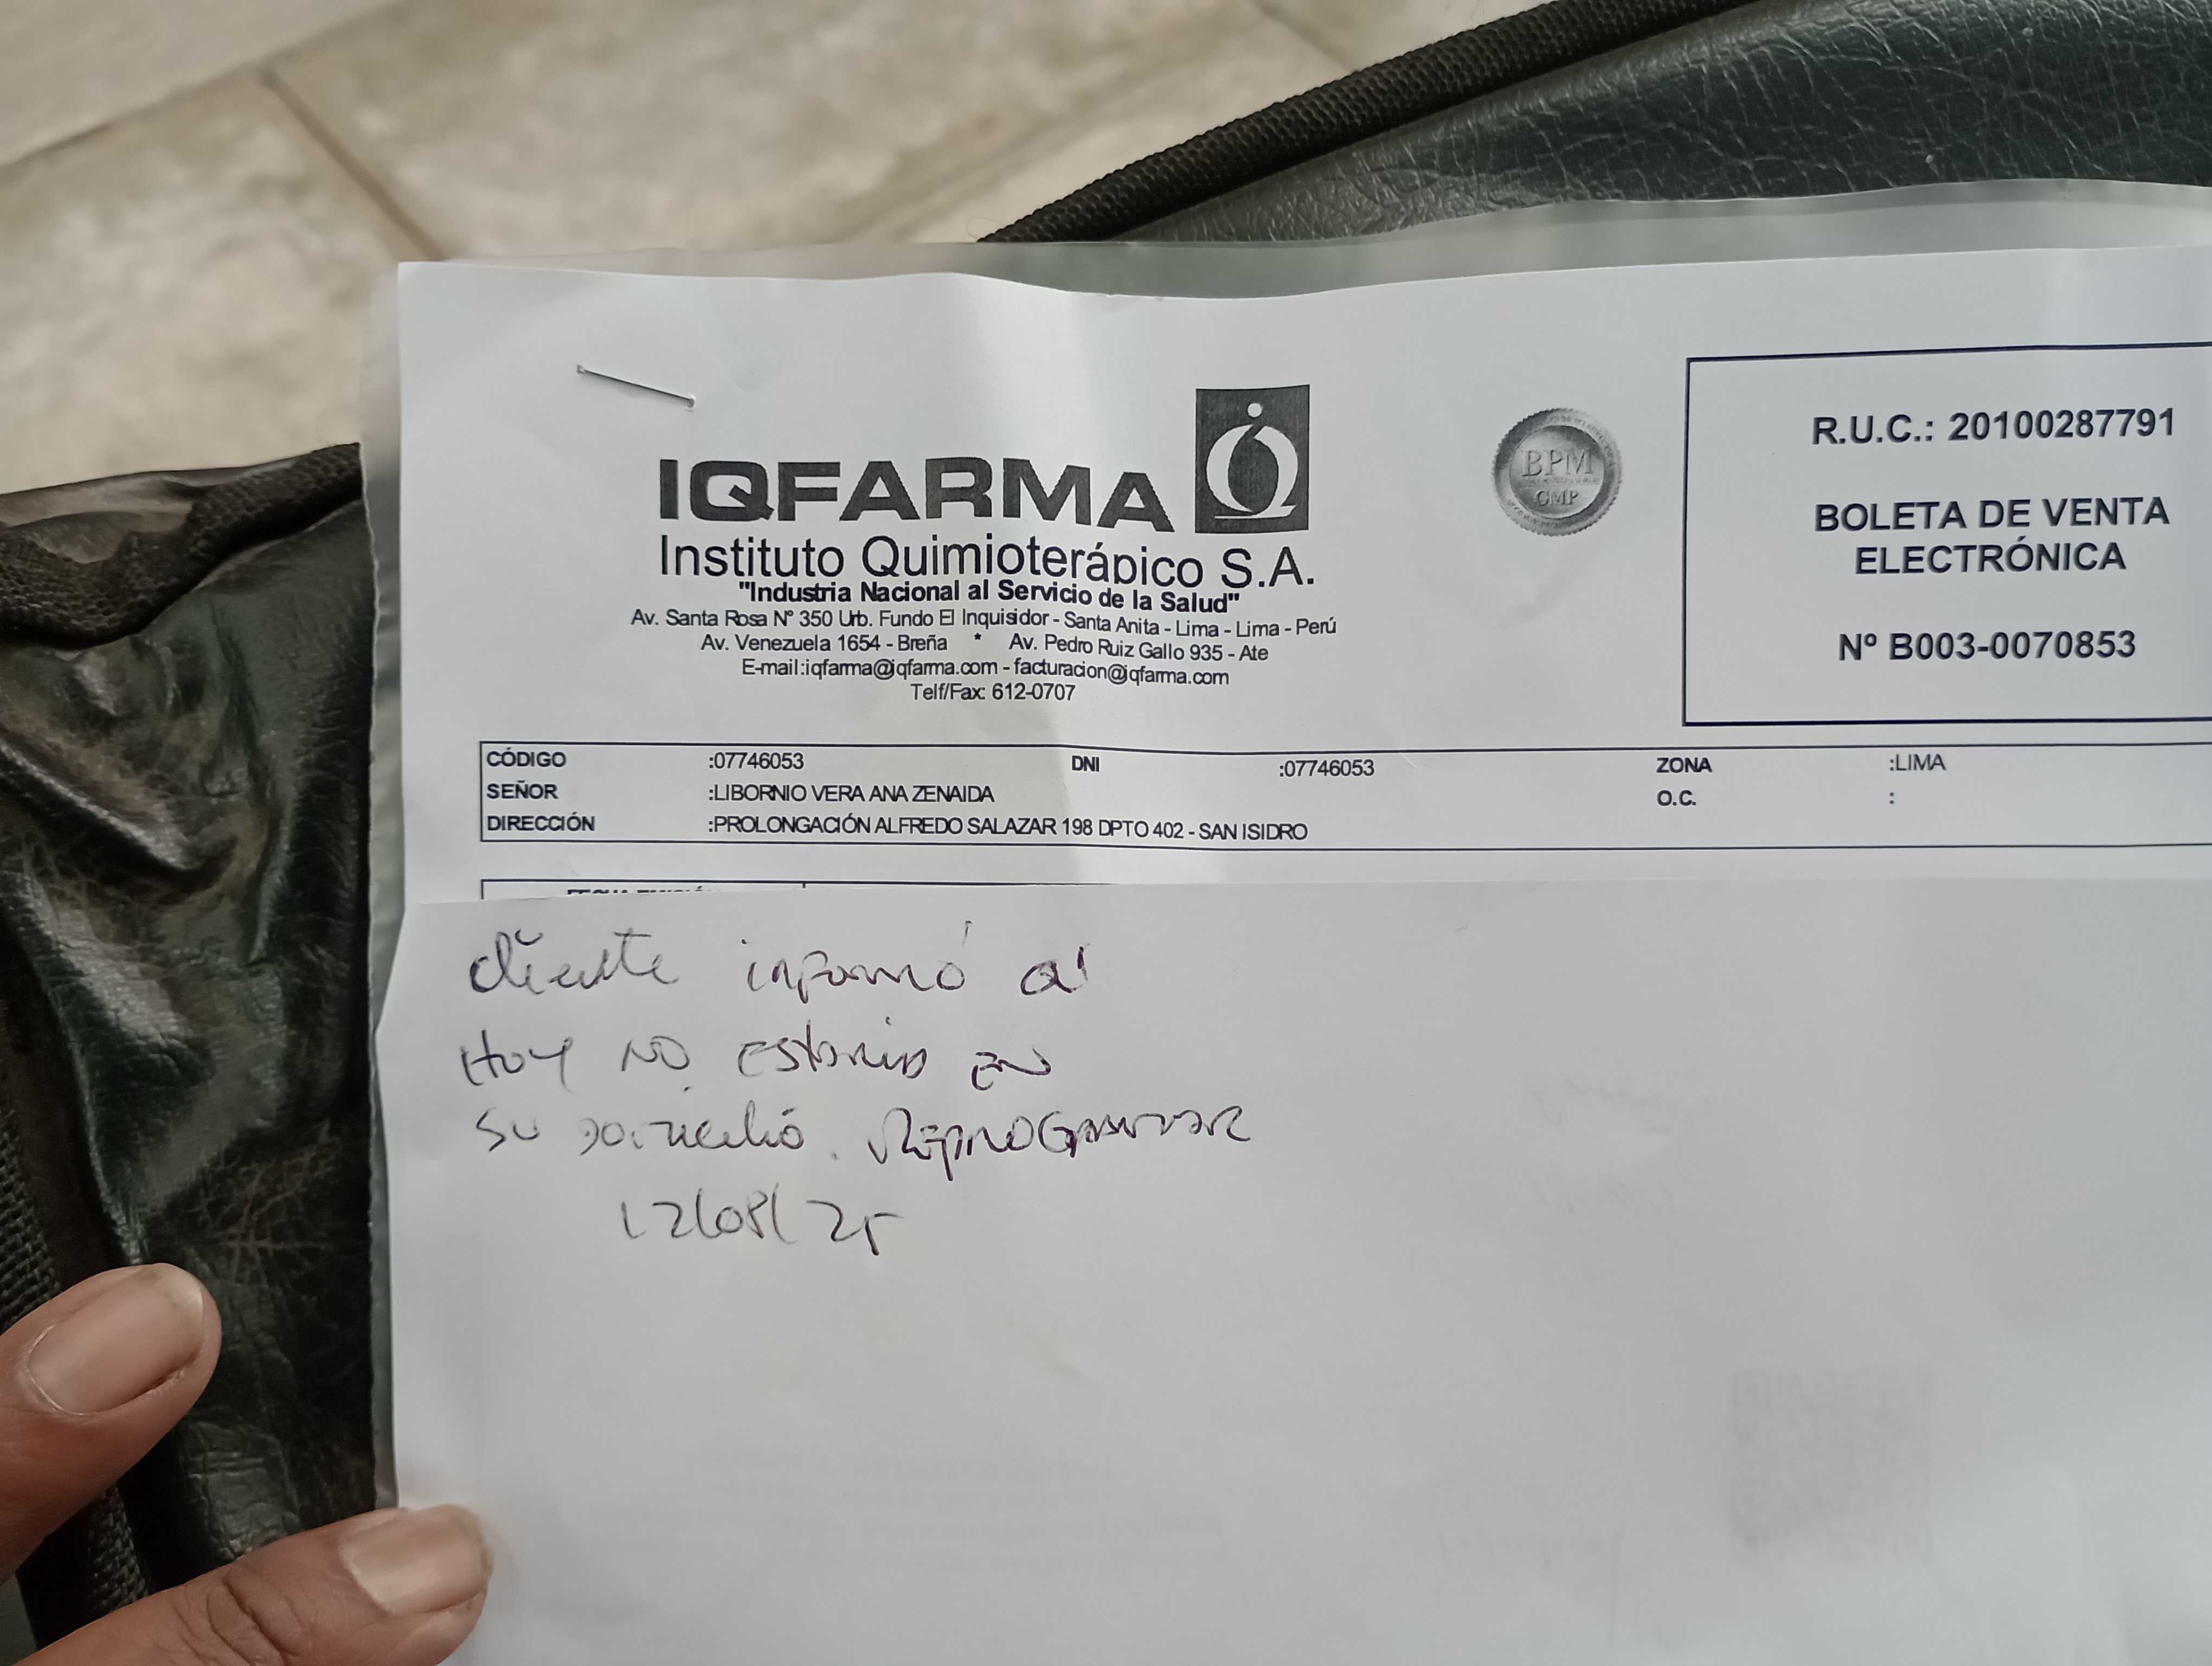 IQFARMA
Instituto Quimioterápico S.A.
"Industria Nacional al Servicio de la Salud"
Av. Santa Rosa Nº 350 Urb. Fundo El Inquisidor - Santa Anita - Lima - Lima - Perú
Av. Venezuela 1654 - Breña * Av. Pedro Ruiz Gallo 935 - Ate
E-mail:iqfarma@iqfarma.com - facturacion@iqfarma.com
Telf/Fax: 612-0707
BPM
GMP
R.U.C.: 20100287791
BOLETA DE VENTA
ELECTRÓNICA
Nº B003-0070853
CÓDIGO :07746053 DNI :07746053 ZONA :LIMA
SEÑOR :LIBORNIO VERA ANA ZENAIDA O.C. :
DIRECCIÓN :PROLONGACIÓN ALFREDO SALAZAR 198 DPTO 402 - SAN ISIDRO
cliente informó
Hoy NO EN
su domicilio.
12/08/25